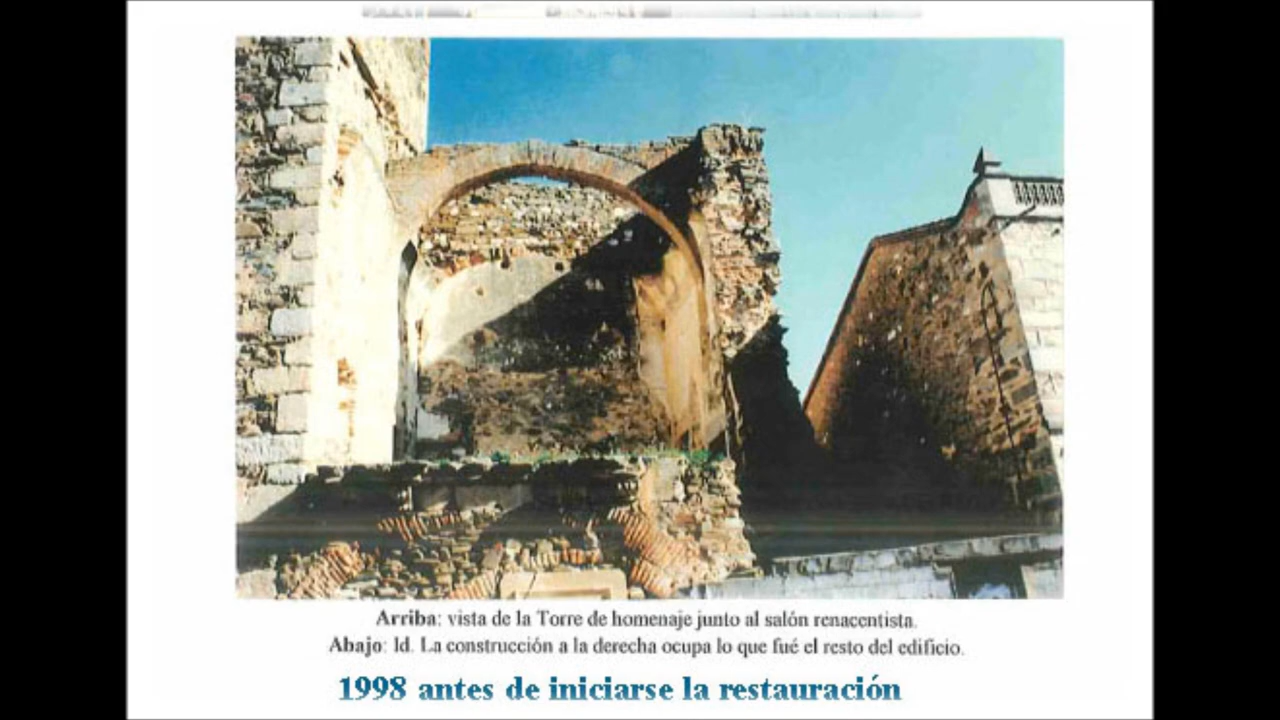 Arriba: vista de la Torre de homenaje junto al salón renacentista.
Abajo: Id. La construcción a la derecha ocupa lo que fué el resto del edificio.
1998 antes de iniciarse la restauración